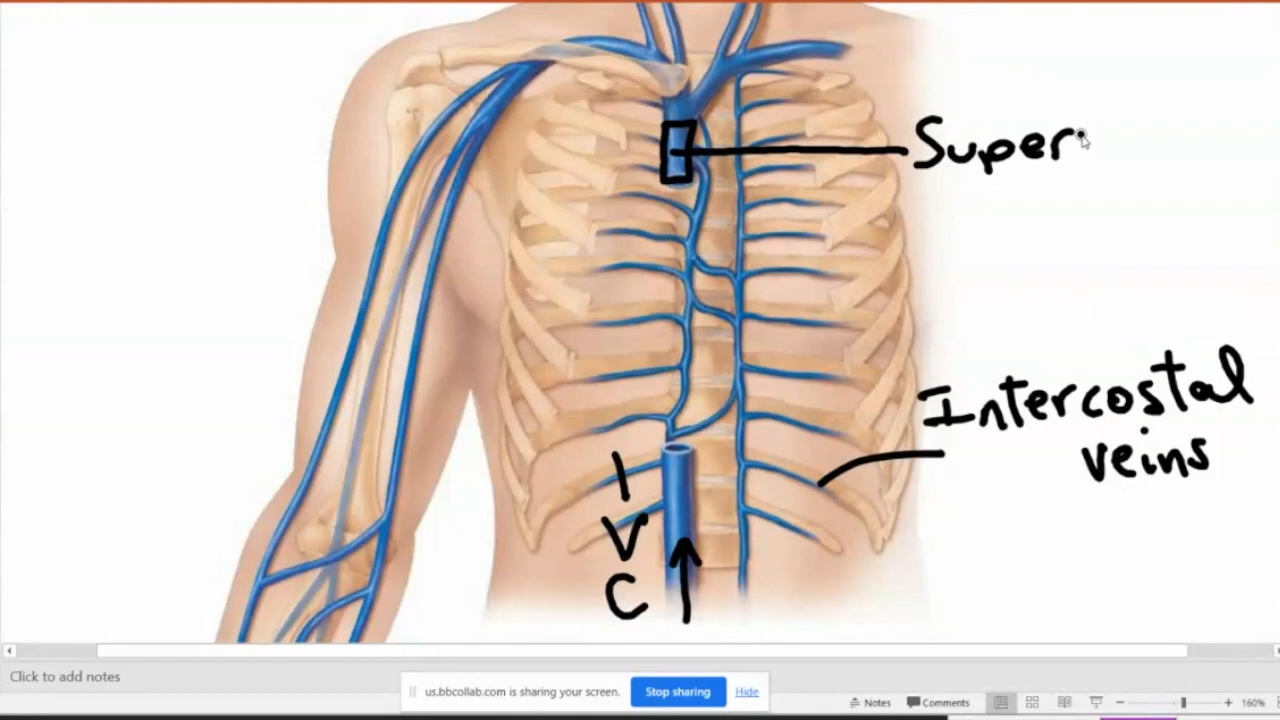 Super
Intercostal
veins
I
V
C
Click to add notes
us.bbcollab.com is sharing your screen.
Stop sharing
Hide
Notes
Comments
160%